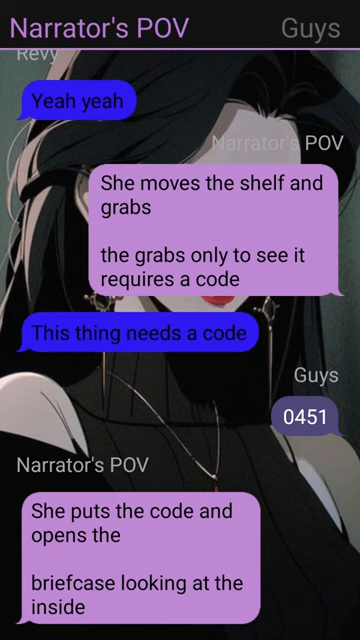 Narrator's POV
Guys
Revy
Yeah yeah
Narrator's POV
She moves the shelf and
grabs
the grabs only to see it
requires a code
This thing needs a code
Guys
0451
Narrator's POV
She puts the code and
opens the
briefcase looking at the
inside